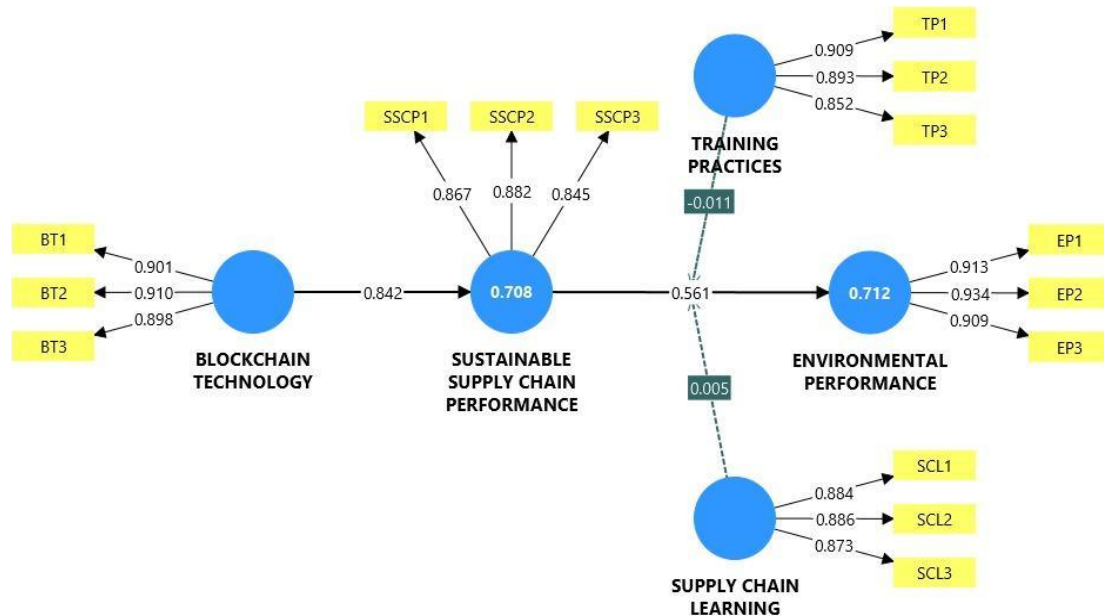 TP1
0.909
TP2
0.893
0.852
TP3
TRAINING
PRACTICES
SSCP1
SSCP2
SSCP3
0.867
0.882
0.845
-0.011
BT1
0.901
BT2
0.910
0.898
BT3
BLOCKCHAIN
TECHNOLOGY
0.842
0.708
SUSTAINABLE
SUPPLY CHAIN
PERFORMANCE
0.561
0.712
ENVIRONMENTAL
PERFORMANCE
EP1
0.913
EP2
0.934
0.909
EP3
0.005
SCL1
0.884
SCL2
0.886
0.873
SCL3
SUPPLY CHAIN
LEARNING